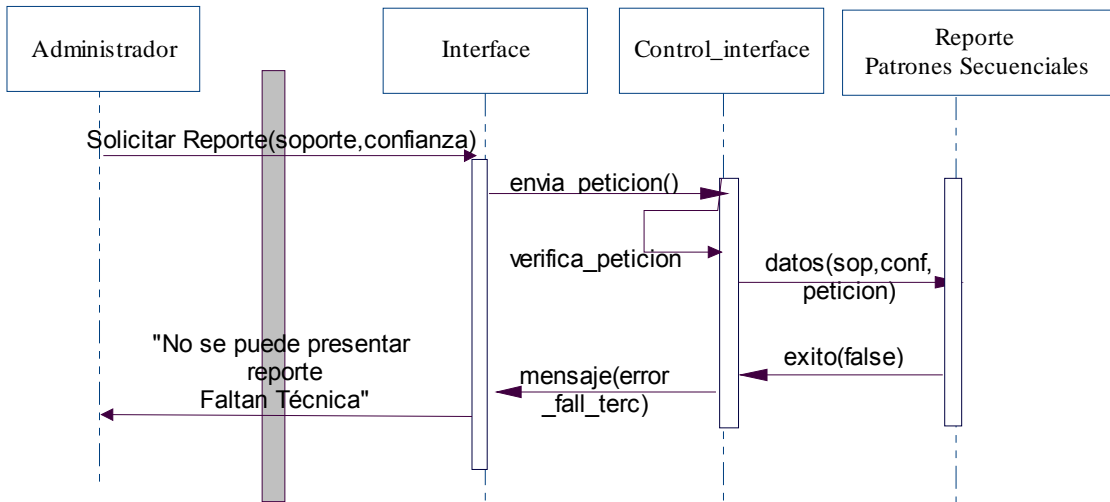 Administrador
Interface
Control_interface
Reporte
Patrones Secuenciales
Solicitar Reporte(soporte,confianza)
envia_peticion()
verifica_peticion
datos(sop,conf,
peticion)
exito(false)
mensaje(error
_fall_terc)
"No se puede presentar
reporte
Faltan Técnica"